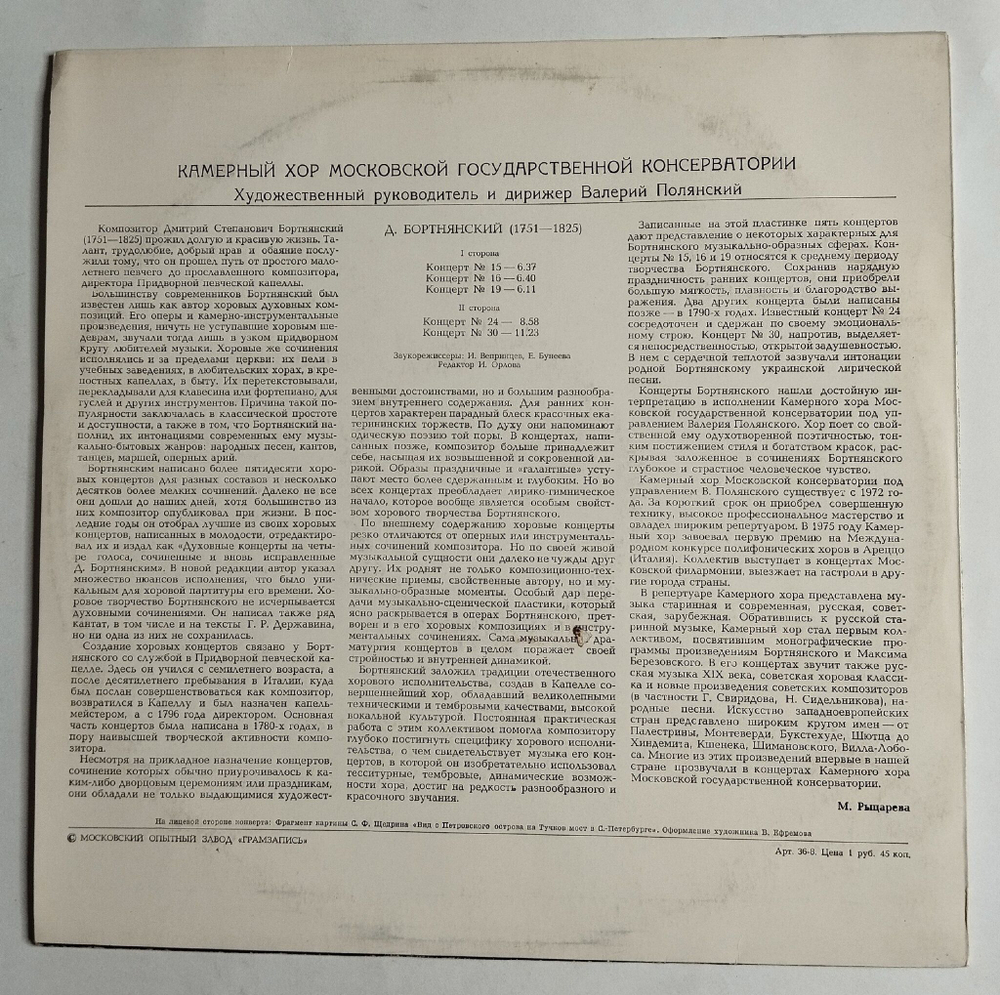 КАМЕРНЫЙ ХОР МОСКОВСКОЙ ГОСУДАРСТВЕННОЙ КОНСЕРВАТОРИИ
Художественный руководитель и дирижер Валерий Полянский
Композитор Дмитрий Степанович Бортнянский
(1751—1825) прожил долгую и красивую жизнь. Та-
лант, трудолюбие, добрый нрав и обаяние послу-
жили тому, что он прошел путь от простого мало-
летнего певчего до прославленного композитора,
директора Придворной певческой капеллы.
Большинству современников Бортнянский был
известен лишь как автор хоровых духовных ком-
позиций. Его оперы и камерно-инструментальные
произведения, ничуть не уступавшие хоровым ше-
деврам, звучали тогда лишь в узком придворном
кругу любителей музыки. Хоровые же сочинения
исполнялись и за пределами церкви: их пели в
учебных заведениях, в любительских хорах, в кре-
постных капеллах, в быту. Их перетекстовывали,
перекладывали для клавесина или фортепиано, для
гуслей и других инструментов. Причина такой по-
пулярности заключалась в классической простоте
и доступности, а также в том, что Бортнянский на-
полнил их интонациями современных ему музы-
кально-бытовых жанров: народных песен, кантов,
танцев, маршей, оперных арий.
Бортнянским написано более пятидесяти хоро-
вых концертов для разных составов и несколько
десятков более мелких сочинений. Далеко не все
они дошли до наших дней, хотя большинство из
них композитор опубликовал при жизни. В пос-
ледние годы он отобрал лучшие из своих хоровых
концертов, написанных в молодости, отредактиро-
вал их и издал как «Духовные концерты на четы-
ре голоса, сочиненные и вновь исправленные
Д. Бортнянским». В новой редакции автор указал
множество нюансов исполнения, что было уни-
кальным для хоровой партитуры его времени. Хо-
ровое творчество Бортнянского не исчерпывается
духовными сочинениями. Он написал также ряд
кантат, в том числе и на тексты Г. Р. Державина,
но ни одна из них не сохранилась.
Создание хоровых концертов связано у Борт-
нянского со службой в Придворной певческой ка-
пелле. Здесь он учился с семилетнего возраста, а
после десятилетнего пребывания в Италии, куда
был послан совершенствоваться как композитор,
возвратился в Капеллу и был назначен капель-
мейстером, а с 1796 года директором. Основная
часть концертов была написана в 1780-х годах, в
пору наивысшей творческой активности компо-
зитора.
Несмотря на прикладное назначение концертов,
сочинение которых обычно приурочивалось к ка-
ким-либо дворцовым церемониям или праздникам,
они обладали не только выдающимися художест-
Д. БОРТНЯНСКИЙ (1751—1825)
I сторона
Концерт № 15 — 6.37
Концерт № 16 — 6.40
Концерт № 19 — 6.11
II сторона
Концерт № 24 — 8.58
Концерт № 30 — 11.23
Звукорежиссеры: И. Вепринцев, Е. Бунеева
Редактор И. Орлова
венными достоинствами, но и большим разнообра-
зием внутреннего содержания. Для ранних кон-
цертов характерен парадный блеск красочных ека-
терининских торжеств. По духу они напоминают
одическую поэзию той поры. В концертах, напи-
санных позже, композитор больше принадлежит
себе, насыщая их возвышенной и сокровенной ли-
рикой. Образы праздничные и «галантные» усту-
пают место более сдержанным и глубоким. Но во
всех концертах преобладает лирико-гимническое
начало, которое вообще является особым свойст-
вом хорового творчества Бортнянского.
По внешнему содержанию хоровые концерты
резко отличаются от оперных или инструменталь-
ных сочинений композитора. Но по своей живой
музыкальной сущности они далеко не чужды друг
другу. Их роднят не только композиционно-тех-
нические приемы, свойственные автору, но и му-
зыкально-образные моменты. Особый дар пере-
дачи музыкально-сценической пластики, который
ясно раскрывается в операх Бортнянского, прет-
ворен и в его хоровых композициях и в инстру-
ментальных сочинениях. Сама музыкальная дра-
матургия концертов в целом поражает своей
стройностью и внутренней динамикой.
Бортнянский заложил традиции отечественного
хорового исполнительства, создав в Капелле со-
вершеннейший хор, обладавший великолепными
техническими и тембровыми качествами, высокой
вокальной культурой. Постоянная практическая
работа с этим коллективом помогла композитору
глубоко постигнуть специфику хорового исполни-
тельства, о чем свидетельствует музыка его кон-
цертов, в которой он изобретательно использовал
тесситурные, тембровые, динамические возмож-
ности хора, достиг на редкость разнообразного и
красочного звучания.
Записанные на этой пластинке пять концертов
дают представление о некоторых характерных для
Бортнянского музыкально-образных сферах. Кон-
церты № 15, 16 и 19 относятся к среднему периоду
творчества Бортнянского. Сохранив нарядную
праздничность ранних концертов, они приобрели
большую мягкость, плавность и благородство вы-
ражения. Два других концерта были написаны
позже — в 1790-х годах. Известный концерт № 24
сосредоточен и сдержан по своему эмоциональ-
ному строю. Концерт № 30, напротив, выделяет-
ся непосредственностью, открытой задушевностью.
В нем с сердечной теплотой зазвучали интонации
родной Бортнянскому украинской лирической
песни.
Концерты Бортнянского нашли достойную ин-
терпретацию в исполнении Камерного хора Мос-
ковской государственной консерватории под уп-
равлением Валерия Полянского. Хор поет со свой-
ственной ему одухотворенной поэтичностью, тон-
ким постижением стиля и богатством красок, рас-
крывая заложенное в сочинениях Бортнянского
глубокое и страстное человеческое чувство.
Камерный хор Московской консерватории под
управлением В. Полянского существует с 1972 го-
да. За короткий срок он приобрел совершенную
технику, высокое профессиональное мастерство и
овладел широким репертуаром. В 1975 году Камер-
ный хор завоевал первую премию на Междуна-
родном конкурсе полифонических хоров в Ареццо
(Италия). Коллектив выступает в концертах Мос-
ковской филармонии, выезжает на гастроли в дру-
гие города страны.
В репертуаре Камерного хора представлена му-
зыка старинная и современная, русская, совет-
ская, зарубежная. Обратившись к русской ста-
ринной музыке, Камерный хор стал первым кол-
лективом, посвятившим монографические про-
граммы произведениям Бортнянского и Максима
Березовского. В его концертах звучит также рус-
ская музыка XIX века, советская хоровая класси-
ка и новые произведения советских композиторов
(в частности Г. Свиридова, Н. Сидельникова), на-
родные песни. Искусство западноевропейских
стран представлено широким кругом имен — от
Палестрины, Монтеверди, Букстехуде, Шютца до
Хиндемита, Кшенека, Шимановского, Вилла-Лобо-
са. Многие из этих произведений впервые в нашей
стране прозвучали в концертах Камерного хора
Московской государственной консерватории.
М. Рыцарева
На лицевой стороне конверта: Фрагмент картины С. Ф. Щедрина «Вид с Петровского острова на Тучков мост в С.-Петербурге». Оформление художника В. Ефремова
© МОСКОВСКИЙ ОПЫТНЫЙ ЗАВОД «ГРАМЗАПИСЬ»
Арт. 36-8. Цена 1 руб. 45 коп.